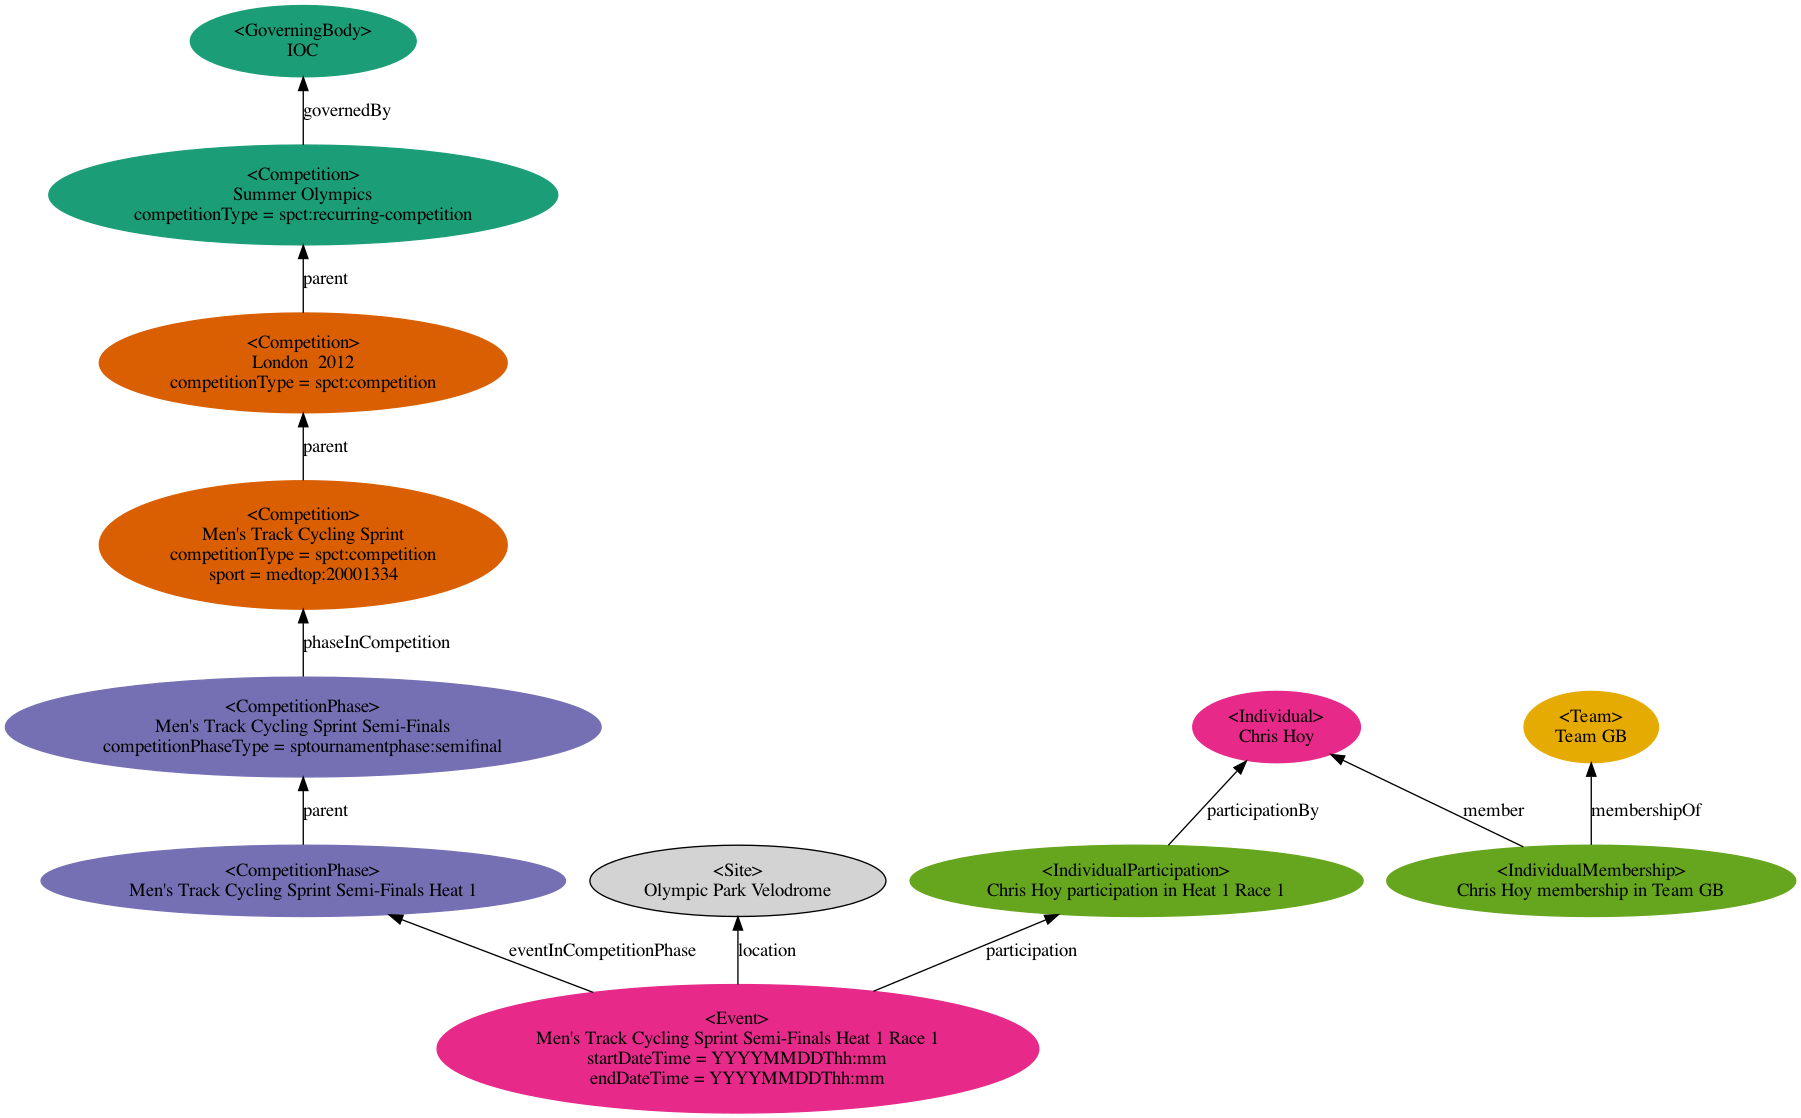 <GoverningBody>
IOC
governedBy
<Competition>
Summer Olympics
competitionType = spct:recurring-competition
parent
<Competition>
London  2012
competitionType = spct:competition
parent
<Competition>
Men's Track Cycling Sprint
competitionType = spct:competition
sport = medtop:20001334
phaseInCompetition
<CompetitionPhase>
Men's Track Cycling Sprint Semi-Finals
competitionPhaseType = sptournamentphase:semifinal
<Individual>
Chris Hoy
<Team>
Team GB
parent
participationBy
member
membershipOf
<CompetitionPhase>
Men's Track Cycling Sprint Semi-Finals Heat 1
<Site>
Olympic Park Velodrome
<IndividualParticipation>
Chris Hoy participation in Heat 1 Race 1
<IndividualMembership>
Chris Hoy membership in Team GB
eventInCompetitionPhase
location
participation
<Event>
Men's Track Cycling Sprint Semi-Finals Heat 1 Race 1
startDateTime = YYYYMMDDThh:mm
endDateTime = YYYYMMDDThh:mm